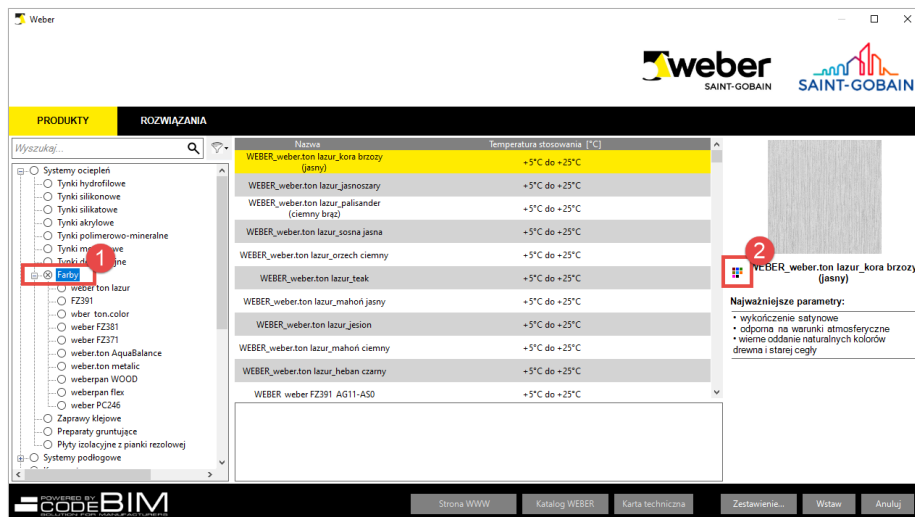 Weber
weber
SAINT-GOBAIN
SAINT-GOBAIN
PRODUKTY ROZWIĄZANIA
Wyszukaj...
Systemy ociepleń
Tynki hydrofilowe
Tynki silikonowe
Tynki silikatowe
Tynki akrylowe
Tynki polimerowo-mineralne
1
Farby
weber ton lazur
FZ391
wber ton.color
weber FZ381
weber FZ371
weber.ton AquaBalance
weber.ton metalic
weberpan WOOD
weberpan flex
weber PC246
Zaprawy klejowe
Preparaty gruntujące
Płyty izolacyjne z pianki rezolowej
Systemy podłogowe
Nazwa Temperatura stosowania [°C]
WEBER_weber.ton lazur_kora brzozy
(jasny) +5°C do +25°C
WEBER_weber.ton lazur_jasnoszary +5°C do +25°C
WEBER_weber.ton lazur_palisander
(ciemny brąz) +5°C do +25°C
WEBER_weber.ton lazur_sosna jasna +5°C do +25°C
WEBER_weber.ton lazur_orzech ciemny +5°C do +25°C
WEBER_weber.ton lazur_teak +5°C do +25°C
WEBER_weber.ton lazur_mahoń jasny +5°C do +25°C
WEBER_weber.ton lazur_jesion +5°C do +25°C
WEBER_weber.ton lazur_mahoń ciemny +5°C do +25°C
WEBER_weber.ton lazur_heban czarny +5°C do +25°C
WEBER weber FZ391 AG11-AS0 +5°C do +25°C
2
WEBER_weber.ton lazur_kora brzozy
(jasny)
Najważniejsze parametry:
• wykończenie satynowe
• odporna na warunki atmosferyczne
• wierne oddanie naturalnych kolorów
drewna i starej cegły
POWERED BY
CODEBIM
SOLUTION FOR MANUFACTURERS
Strona WWW Katalog WEBER Karta techniczna Zestawienie... Wstaw Anuluj